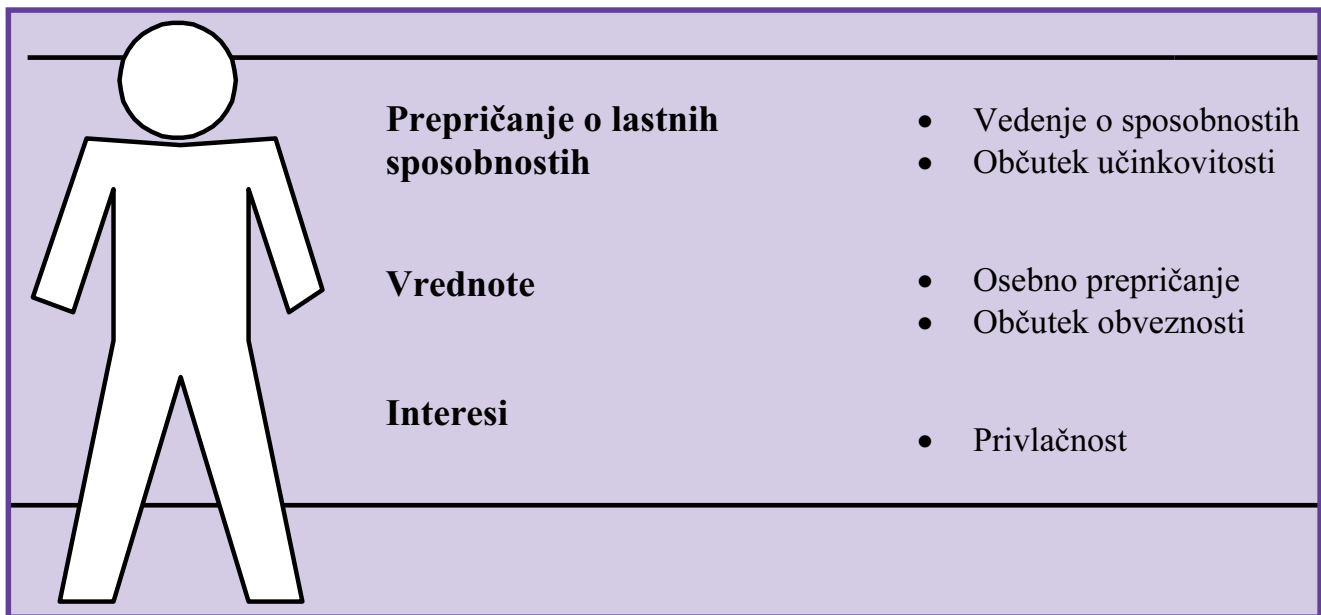 Prepričanje o lastnih
sposobnostih
• Vedenje o sposobnostih
• Občutek učinkovitosti
Vrednote
• Osebno prepričanje
• Občutek obveznosti
Interesi
• Privlačnost